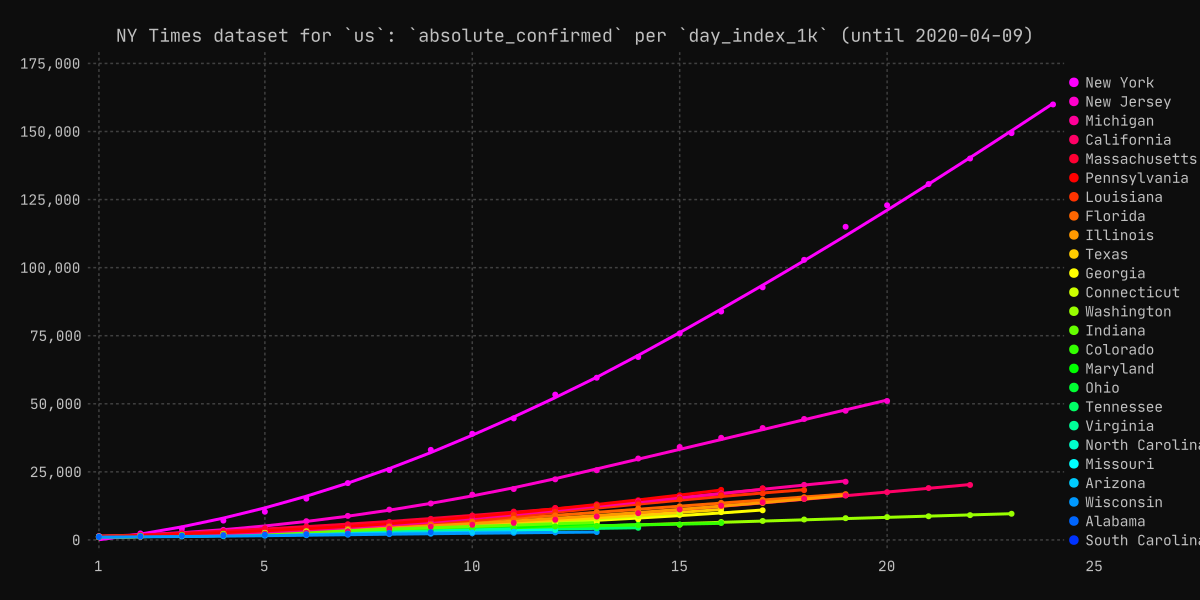 NY Times dataset for `us`: `absolute_confirmed` per `day_index_1k` (until 2020-04-09)
175,000
150,000
125,000
100,000
75,000
50,000
25,000
0
1
5
10
15
20
25
New York
New Jersey
Michigan
California
Massachusetts
Pennsylvania
Louisiana
Florida
Illinois
Texas
Georgia
Connecticut
Washington
Indiana
Colorado
Maryland
Ohio
Tennessee
Virginia
North Carolina
Missouri
Arizona
Wisconsin
Alabama
South Carolina